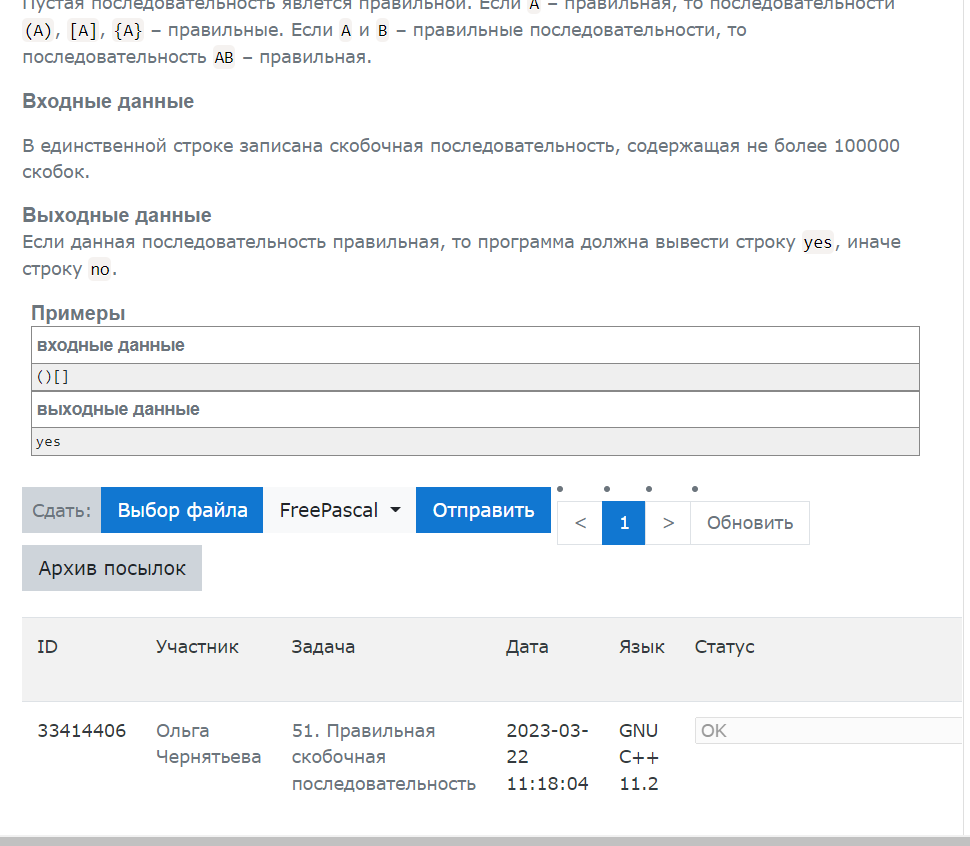 Пустая последовательность явлется правильной. Если A – правильная, то последовательности
(A), [A], {A} – правильные. Если A и B – правильные последовательности, то
последовательность AB – правильная.
Входные данные
В единственной строке записана скобочная последовательность, содержащая не более 100000
скобок.
Выходные данные
Если данная последовательность правильная, то программа должна вывести строку yes, иначе
строку no.
Примеры
входные данные
()[]
выходные данные
yes
Сдать: Выбор файла FreePascal Отправить < 1 > Обновить
Архив посылок
ID Участник Задача Дата Язык Статус
33414406 Ольга 51. Правильная 2023-03- GNU OK
Чернятьева скобочная 22 C++
последовательность 11:18:04 11.2